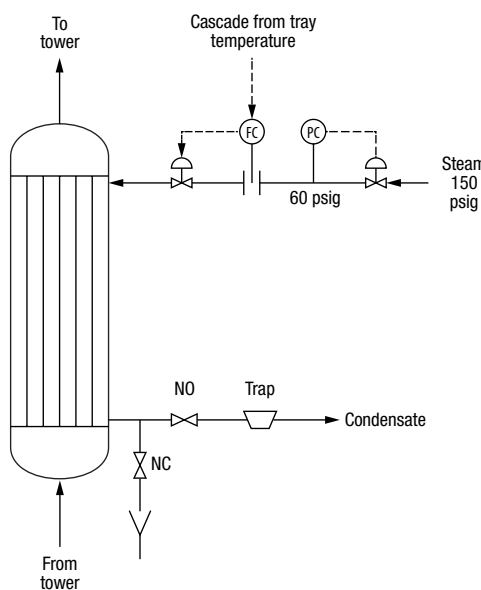 To
tower
Cascade from tray
temperature
FC
PC
Steam
150
psig
60 psig
NO
Trap
Condensate
NC
From
tower